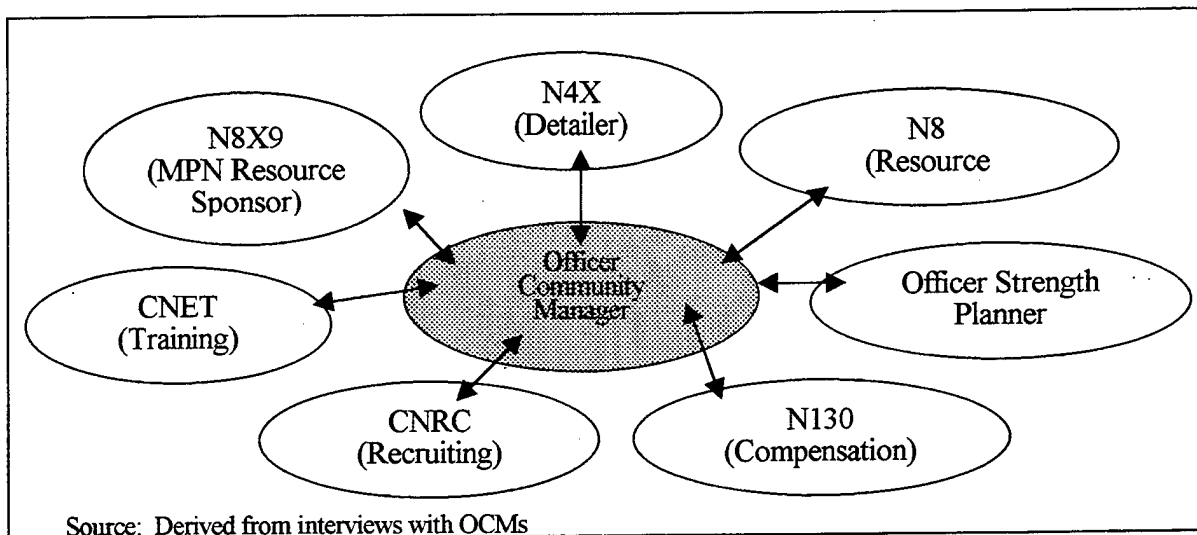 N4X
(Detailer)
N8X9
(MPN Resource
Sponsor)
N8
(Resource
Officer
Community
Manager
CNET
(Training)
Officer Strength
Planner
CNRC
(Recruiting)
N130
(Compensation)
Source: Derived from interviews with OCMs